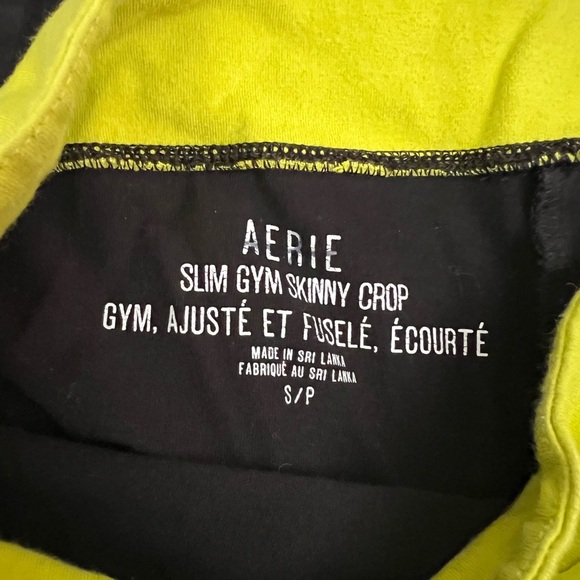 AERIE
SLIM GYM SKINNY CROP
GYM, AJUSTÉ ET FUSELÉ, ÉCOURTÉ
MADE IN SRI LANKA
FABRIQUÉ AU SRI LANKA
S/P